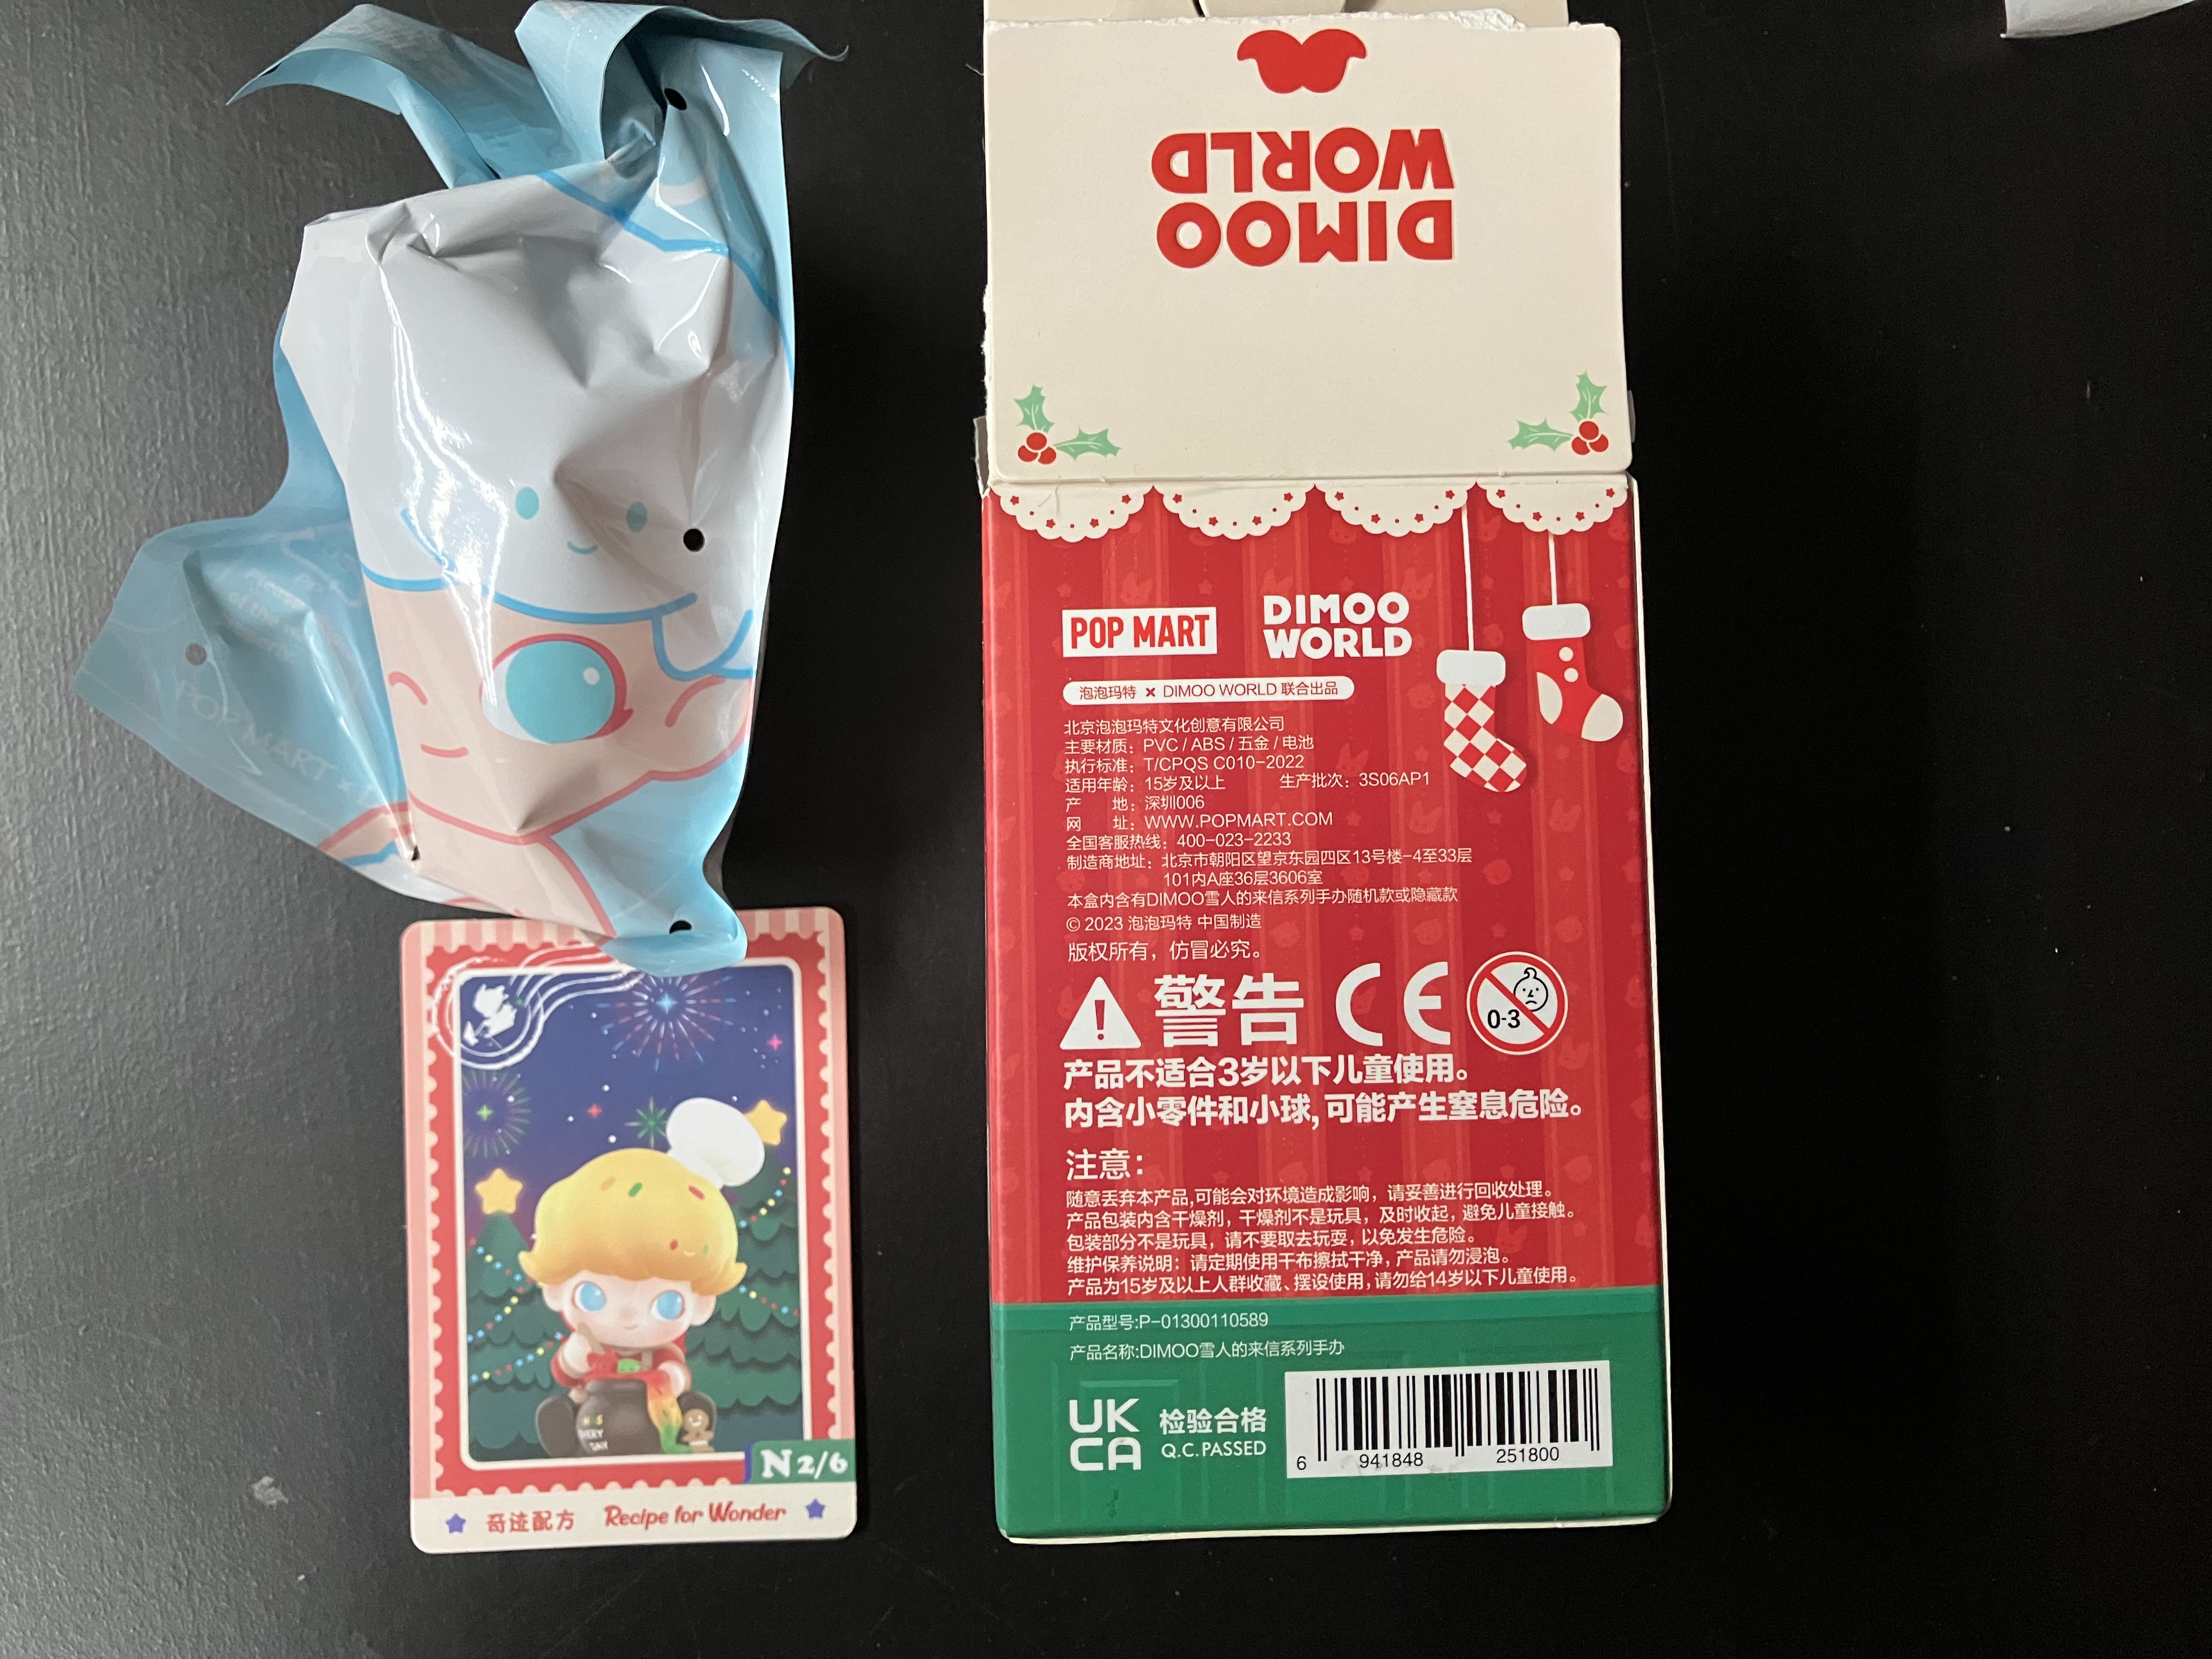 DIMOO
WORLD
POP MART
DIMOO
WORLD
泡泡玛特 × DIMOO WORLD 联合出品
北京泡泡玛特文化创意有限公司
主要材质：PVC / ABS / 五金 / 电池
执行标准：T/CPQS C010-2022
适用年龄：15岁及以上 生产批次：3S06AP1
产 地：深圳006
网 址：WWW.POPMART.COM
全国客服热线：400-023-2233
制造商地址：北京市朝阳区望京东园四区13号楼-4至33层
101内A座36层3606室
本盒内含有DIMOO雪人的来信系列手办随机款或隐藏款
© 2023 泡泡玛特 中国制造
版权所有，仿冒必究。
警告 CE 0-3
产品不适合3岁以下儿童使用。
内含小零件和小球，可能产生窒息危险。
注意：
随意丢弃本产品，可能会对环境造成影响，请妥善进行回收处理。
产品包装内含干燥剂，干燥剂不是玩具，及时收起，避免儿童接触。
包装部分不是玩具，请不要取去玩耍，以免发生危险。
维护保养说明：请定期使用干布擦拭干净，产品请勿浸泡。
产品为15岁及以上人群收藏、摆设使用，请勿给14岁以下儿童使用。
产品型号:P-01300110589
产品名称:DIMOO雪人的来信系列手办
UK
CA
检验合格
Q.C.PASSED
6 941848 251800
POP MART x
N 2/6
奇迹配方 Recipe for Wonder